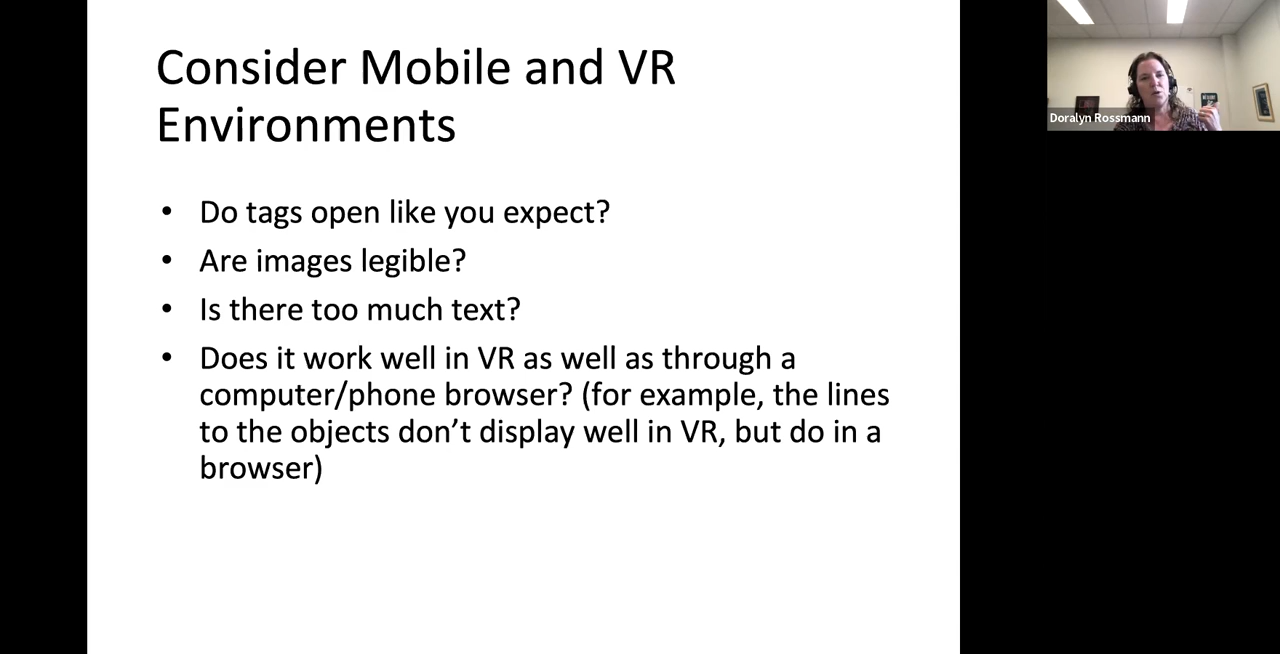 Consider Mobile and VR
Environments
• Do tags open like you expect?
• Are images legible?
• Is there too much text?
• Does it work well in VR as well as through a
computer/phone browser? (for example, the lines
to the objects don’t display well in VR, but do in a
browser)
Doralyn Rossmann